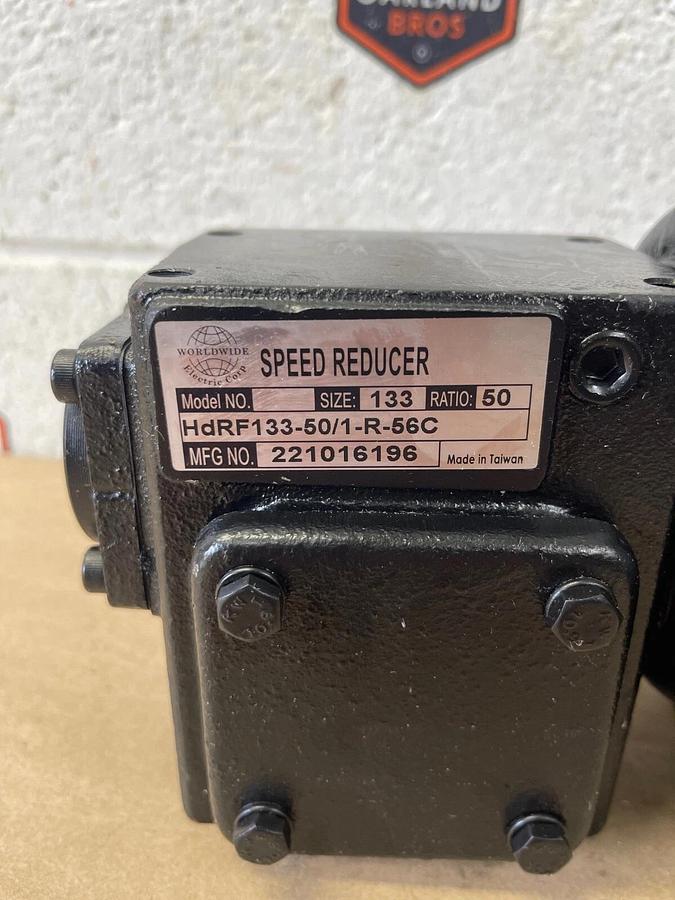 GARLAND
BROS
WORLDWIDE
Electric Corp
SPEED REDUCER
Model NO. SIZE: 133 RATIO: 50
HdRF133-50/1-R-56C
MFG NO. 221016196 Made in Taiwan